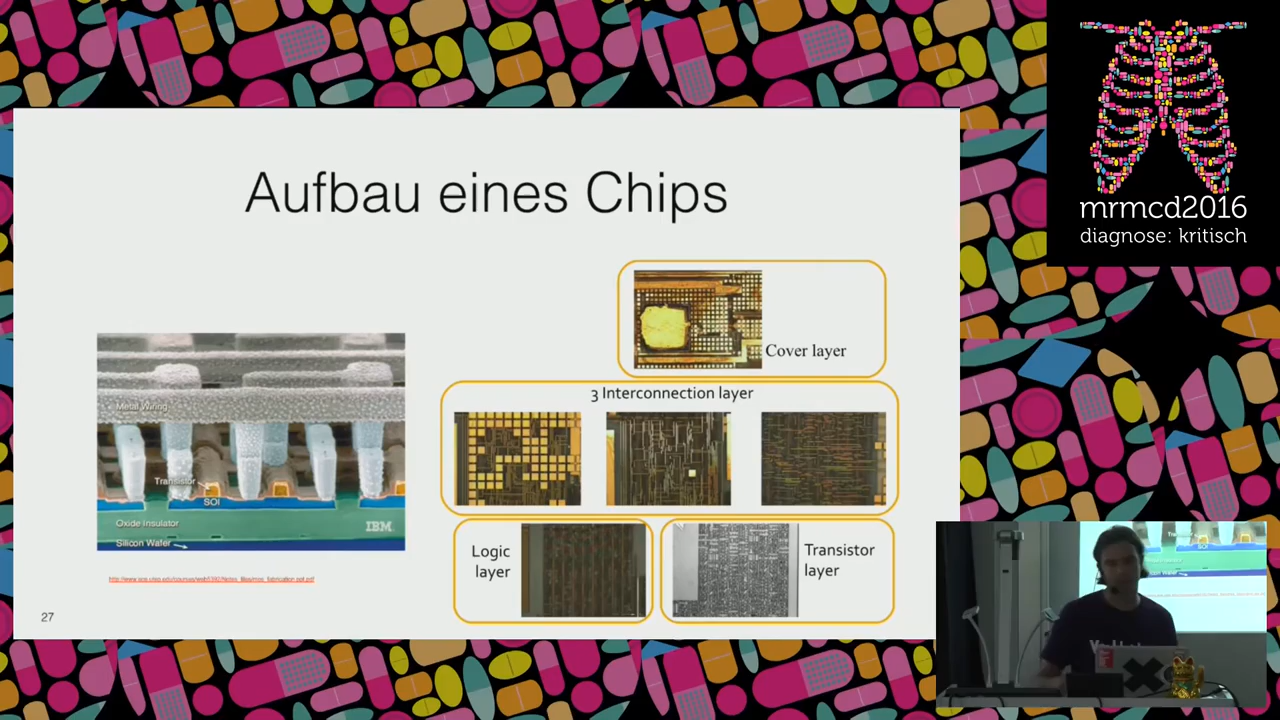 Aufbau eines Chips
Metal Wiring
Transistor
SOI
Oxide Insulator
IBM
Silicon Wafer
27
Cover layer
3 Interconnection layer
Logic
layer
Transistor
layer
mrmcd2016
diagnose: kritisch